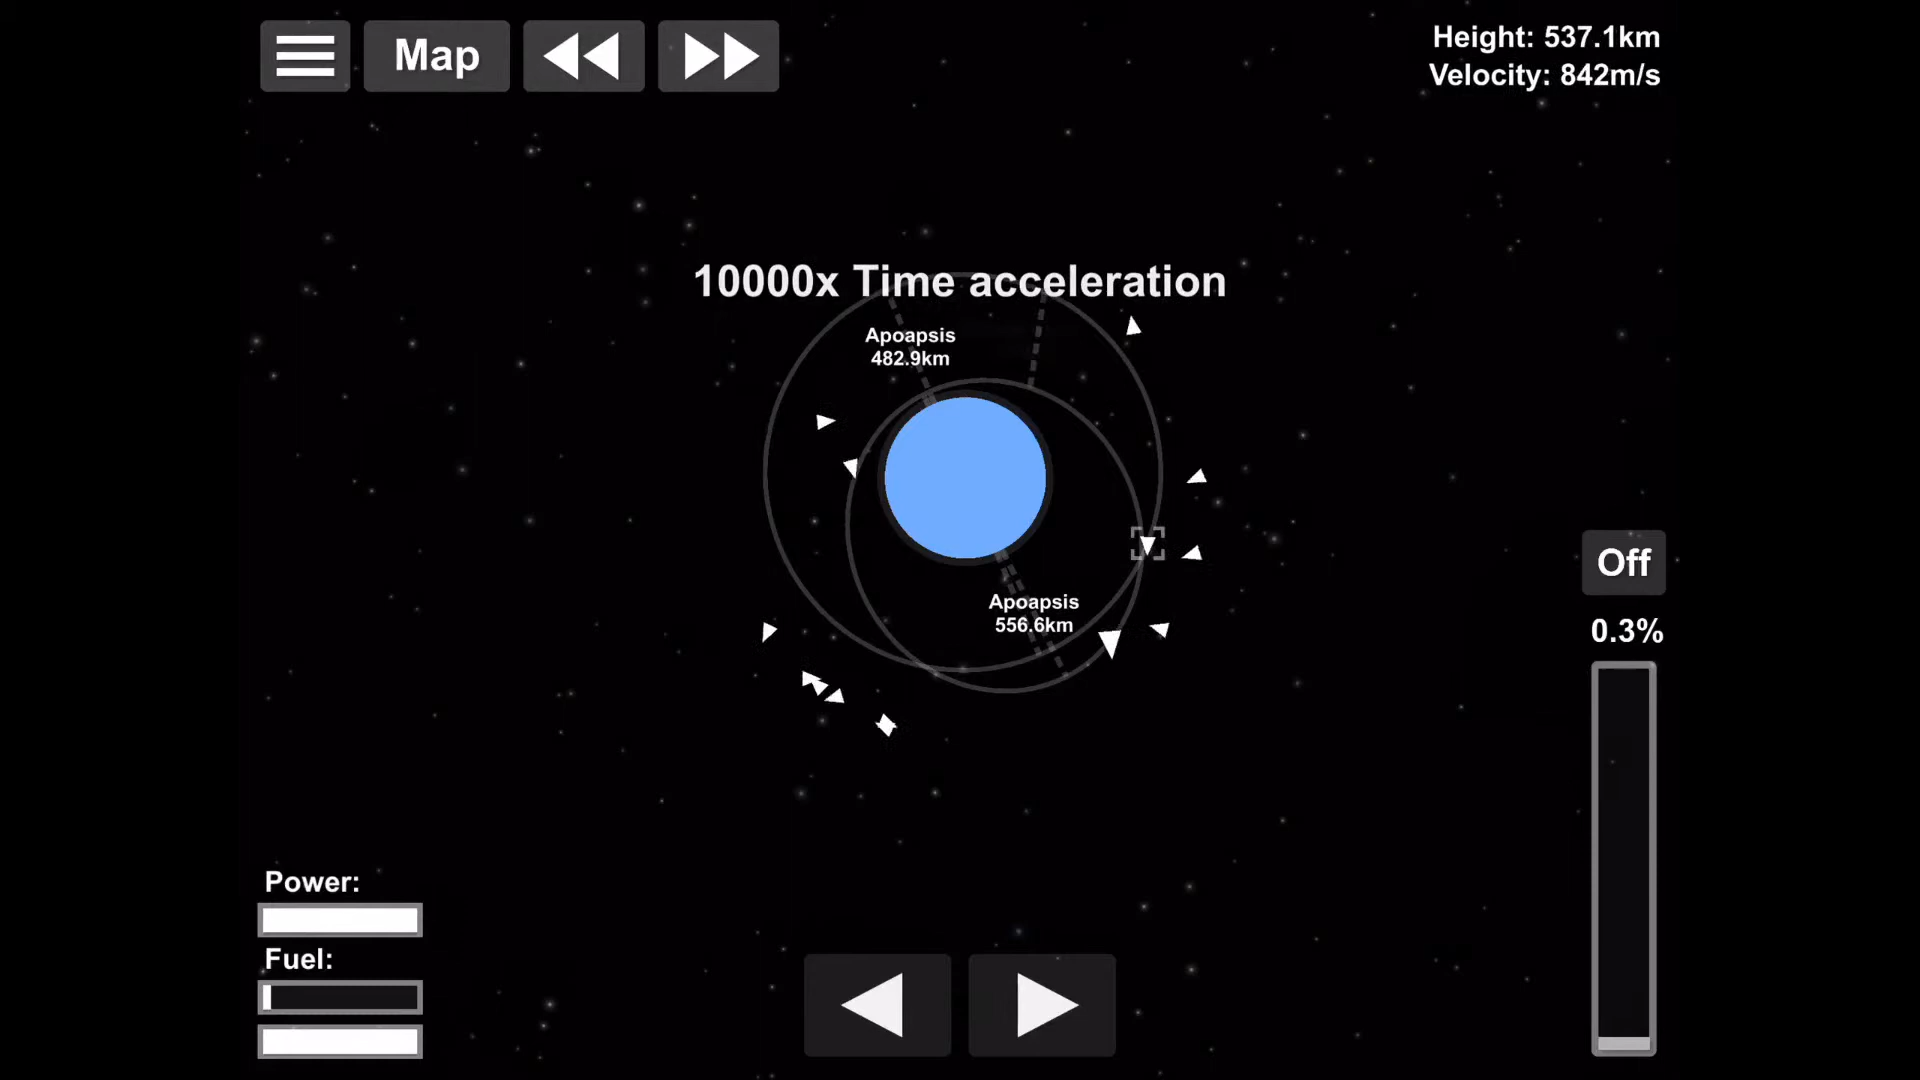 Map
Height: 537.1km
Velocity: 842m/s
10000x Time acceleration
Apoapsis
482.9km
Apoapsis
556.6km
Off
0.3%
Power:
Fuel: